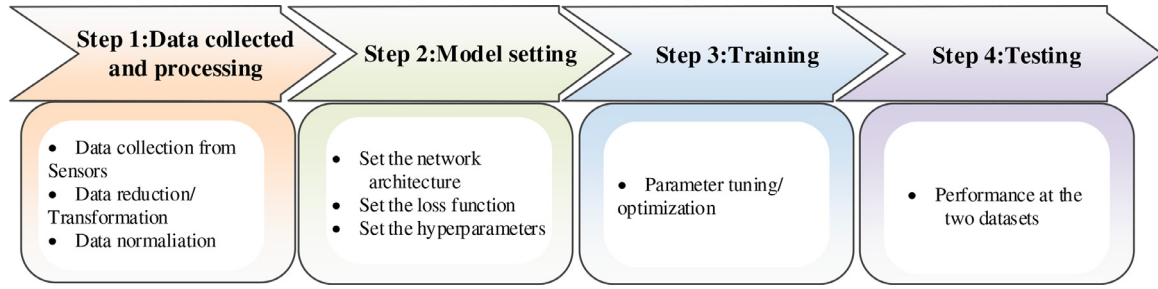 Step 1:Data collected
and processing
• Data collection from
Sensors
• Data reduction/
Transformation
• Data normaliation
Step 2:Model setting
• Set the network
architecture
• Set the loss function
• Set the hyperparameters
Step 3:Training
• Parameter tuning/
optimization
Step 4:Testing
• Performance at the
two datasets